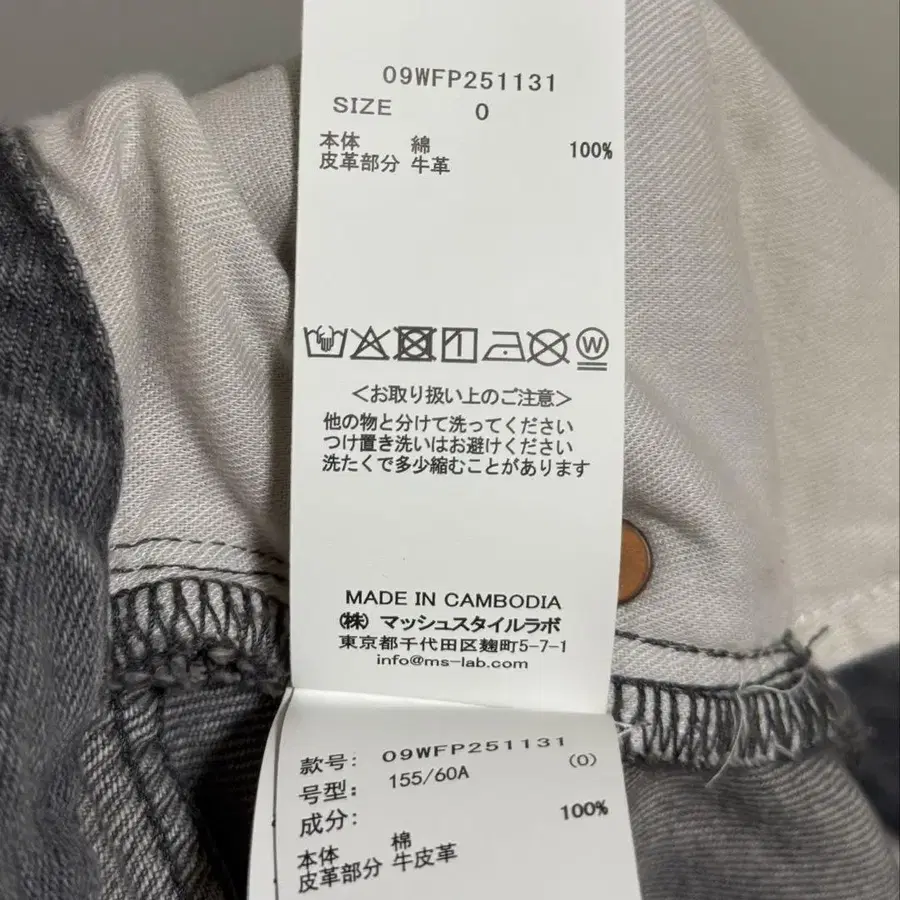 09WFP251131
SIZE 0
本体 綿 100%
皮革部分 牛革
W
<お取り扱い上のご注意>
他の物と分けて洗ってください
つけ置き洗いはお避けください
洗たくで多少縮むことがあります
MADE IN CAMBODIA
(株) マッシュスタイルラボ
東京都千代田区麹町5-7-1
info@ms-lab.com
款号: 09WFP251131
号型: 155/60A (0)
成分:
本体 綿 100%
皮革部分 牛皮革